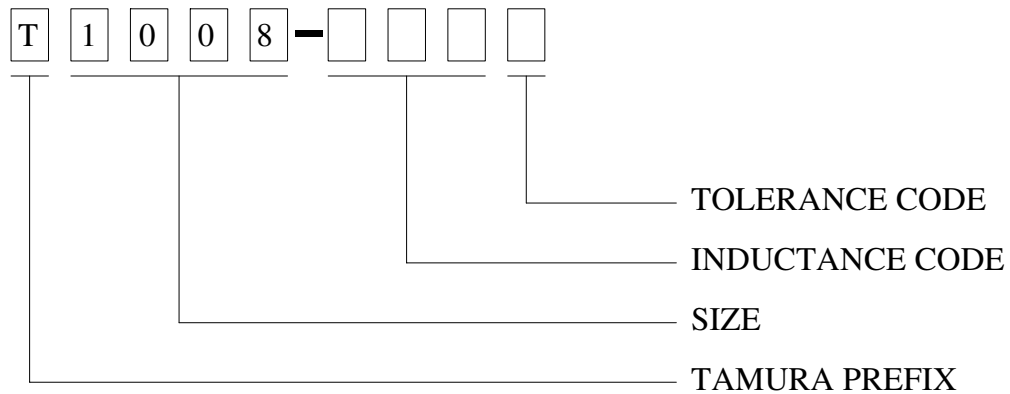 T 1 0 0 8 –
TOLERANCE CODE
INDUCTANCE CODE
SIZE
TAMURA PREFIX